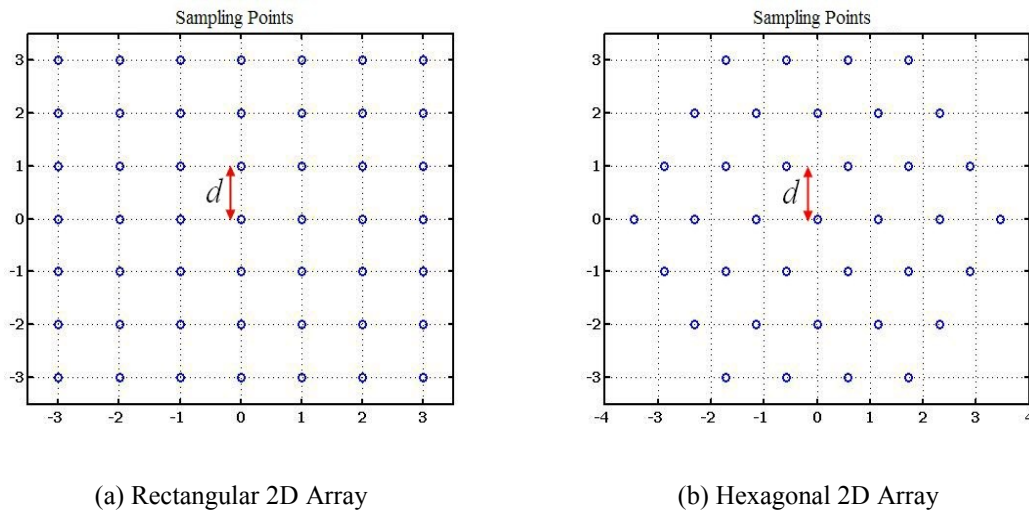 Sampling Points
Sampling Points
3
2
1
0
-1
-2
-3
-3 -2 -1 0 1 2 3
d
3
2
1
0
-1
-2
-3
-4 -3 -2 -1 0 1 2 3 4
d
(a) Rectangular 2D Array
(b) Hexagonal 2D Array